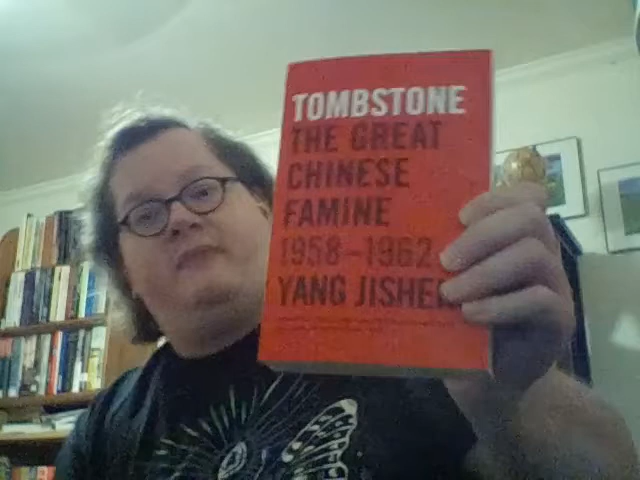 TOMBSTONE
THE GREAT
CHINESE
FAMINE
1958–1962
YANG JISHE